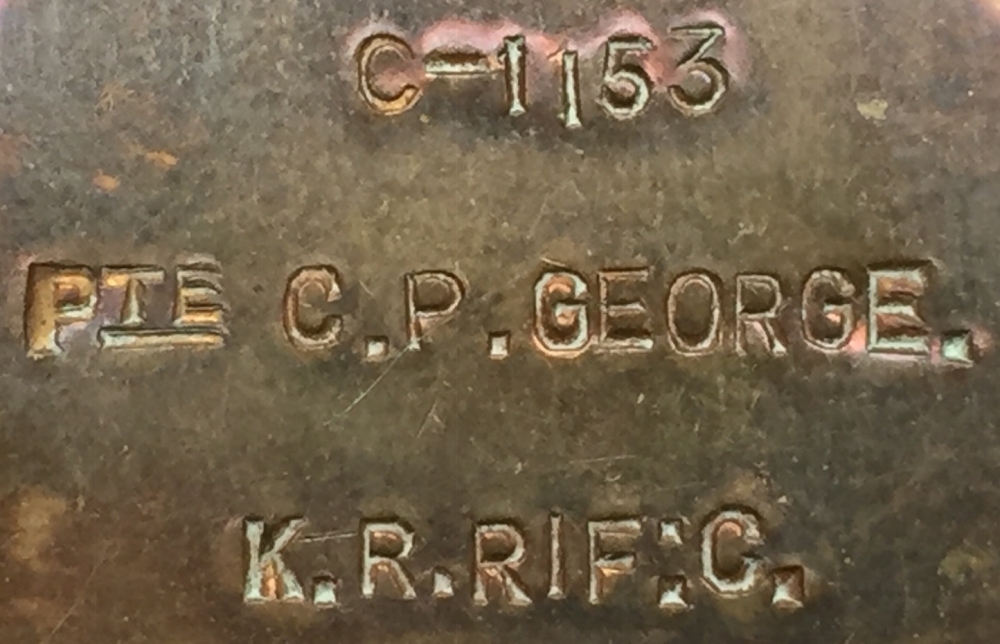 C-1153
PTE C.P.GEORGE.
K.R.RIF:C.